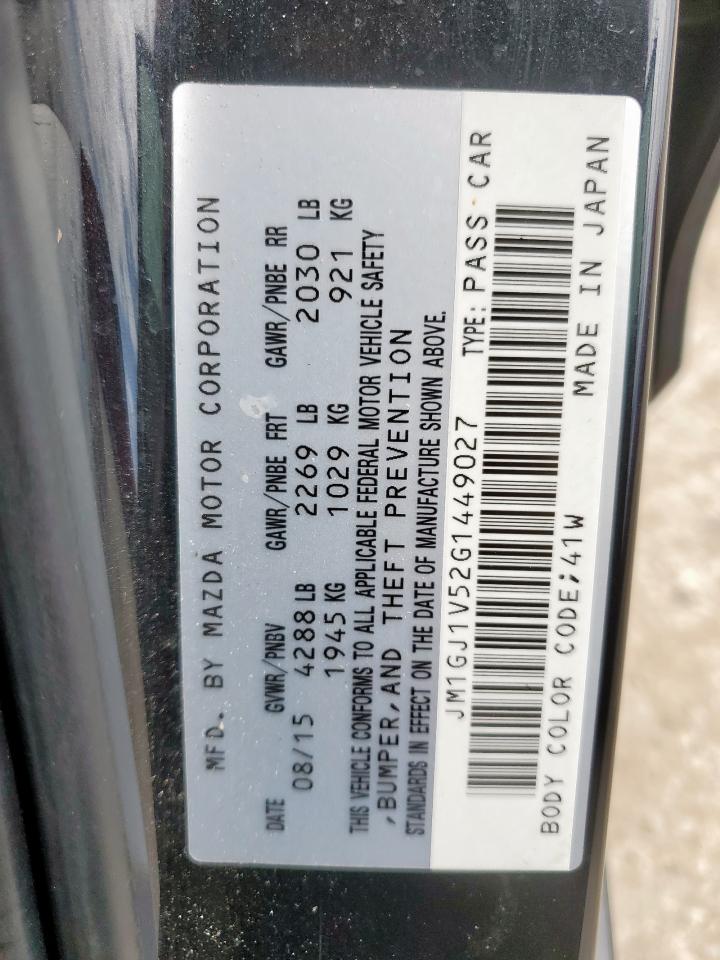 MFD. BY MAZDA MOTOR CORPORATION
DATE GVWR/PNBV GAWR/PNBE FRT GAWR/PNBE RR
08/15 4288 LB 2269 LB 2030 LB
1945 KG 1029 KG 921 KG
THIS VEHICLE CONFORMS TO ALL APPLICABLE FEDERAL MOTOR VEHICLE SAFETY
,BUMPER,AND THEFT PREVENTION
STANDARDS IN EFFECT ON THE DATE OF MANUFACTURE SHOWN ABOVE.
JM1GJ1V52G1449027 TYPE: PASS CAR
BODY COLOR CODE;41W MADE IN JAPAN